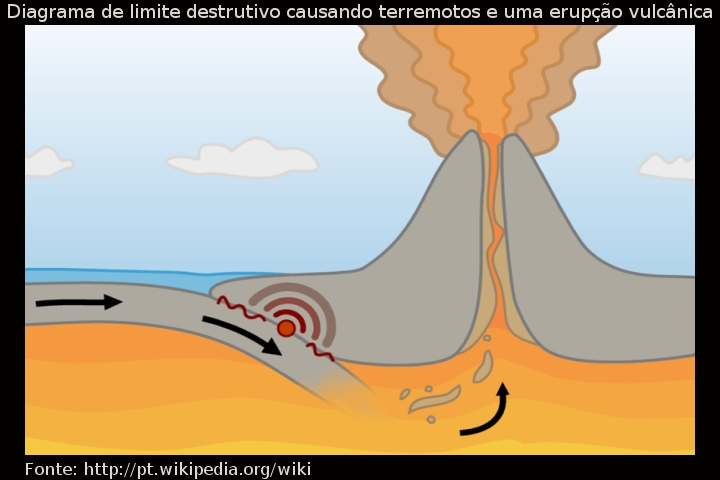 Diagrama de limite destrutivo causando terremotos e uma erupção vulcânica
Fonte: http://pt.wikipedia.org/wiki